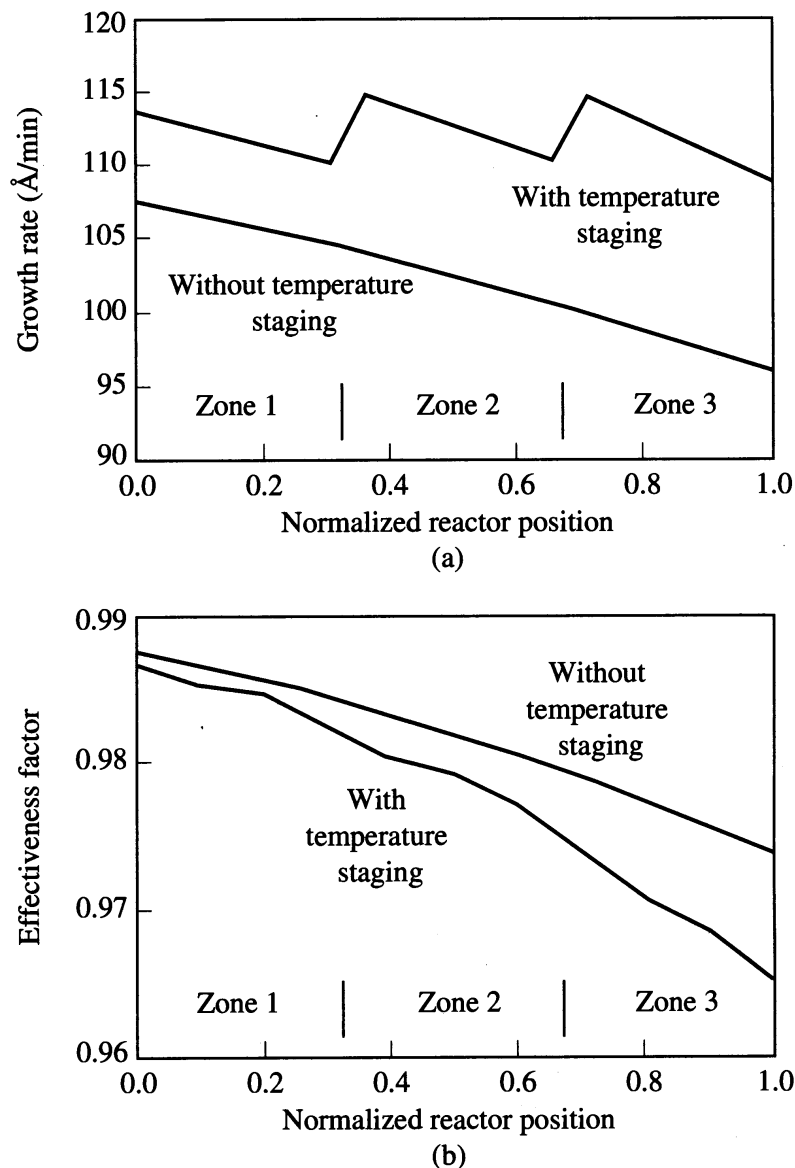 120
115
110
105
100
95
90
Growth rate (Å/min)
With temperature
staging
Without temperature
staging
Zone 1
Zone 2
Zone 3
0.0 0.2 0.4 0.6 0.8 1.0
Normalized reactor position
(a)
0.99
0.98
0.97
0.96
Effectiveness factor
Without
temperature
staging
With
temperature
staging
Zone 1
Zone 2
Zone 3
0.0 0.2 0.4 0.6 0.8 1.0
Normalized reactor position
(b)